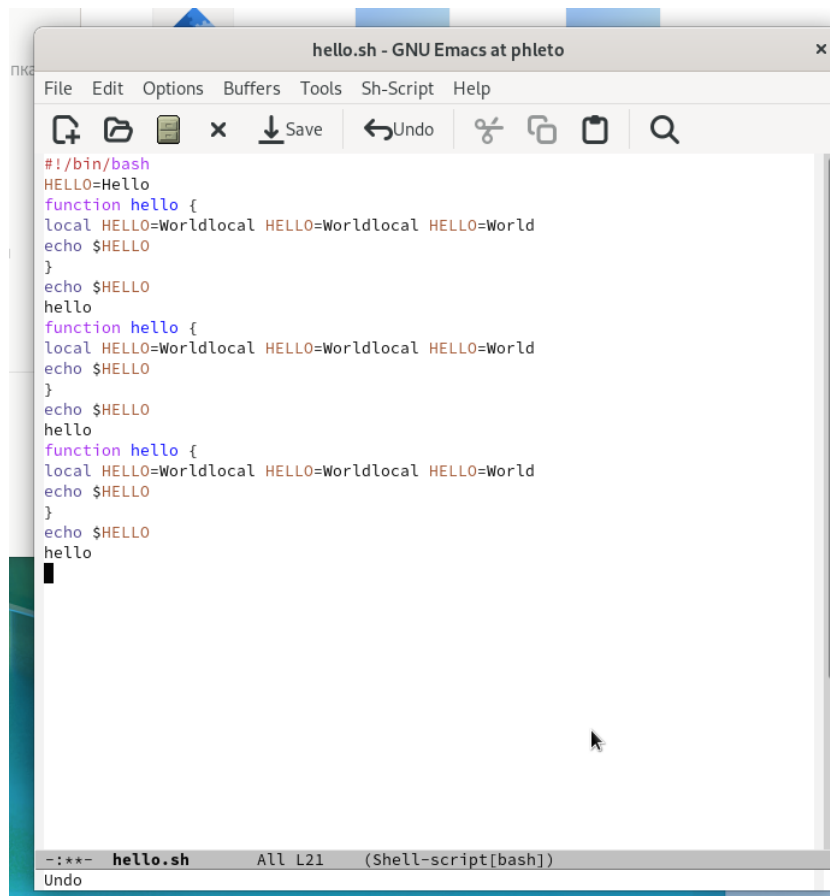 hello.sh - GNU Emacs at phleto
File Edit Options Buffers Tools Sh-Script Help
Save Undo
#!/bin/bash
HELLO=Hello
function hello {
local HELLO=Worldlocal HELLO=Worldlocal HELLO=World
echo $HELLO
}
echo $HELLO
hello
function hello {
local HELLO=Worldlocal HELLO=Worldlocal HELLO=World
echo $HELLO
}
echo $HELLO
hello
function hello {
local HELLO=Worldlocal HELLO=Worldlocal HELLO=World
echo $HELLO
}
echo $HELLO
hello
-:**- hello.sh All L21 (Shell-script[bash])
Undo